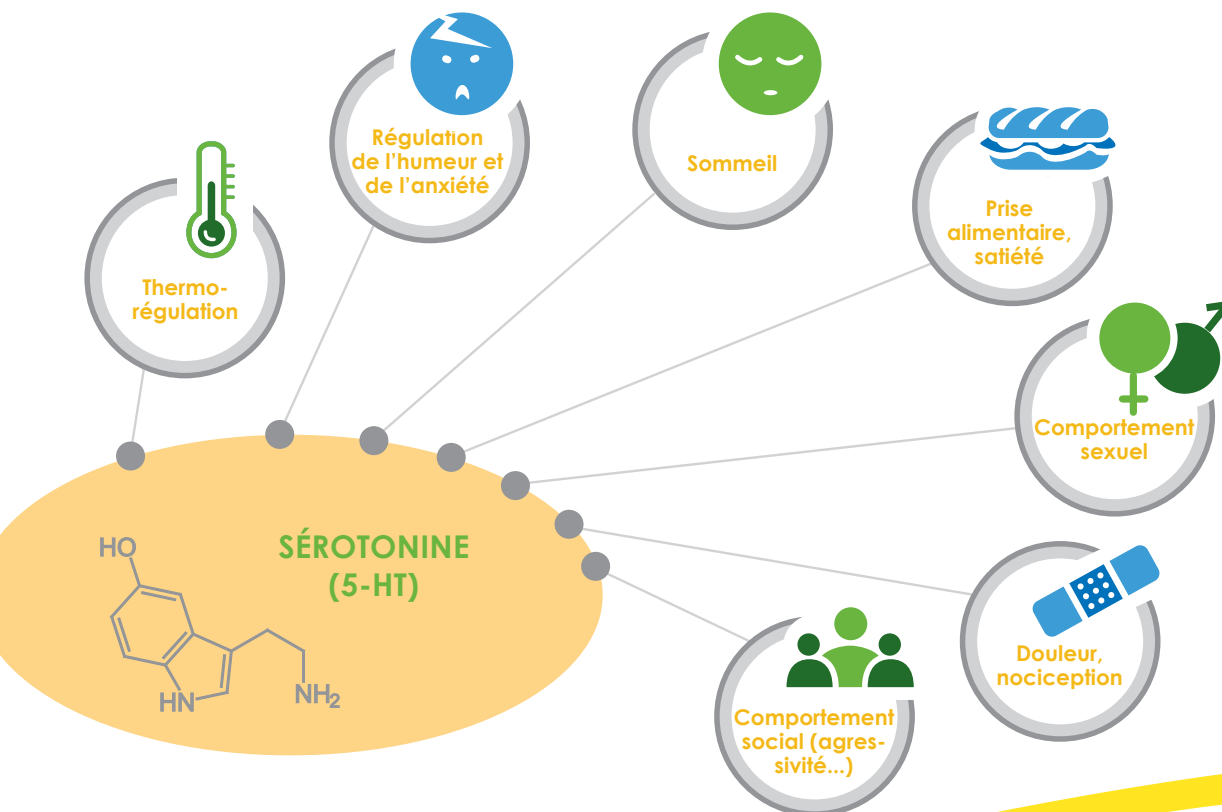 Régulation
de l'humeur et
de l'anxiété
Sommeil
Prise
alimentaire,
satiété
Thermo-
régulation
Comportement
sexuel
SÉROTONINE
(5-HT)
HO
HN
NH₂
Douleur,
nociception
Comportement
social (agres-
sivité...)